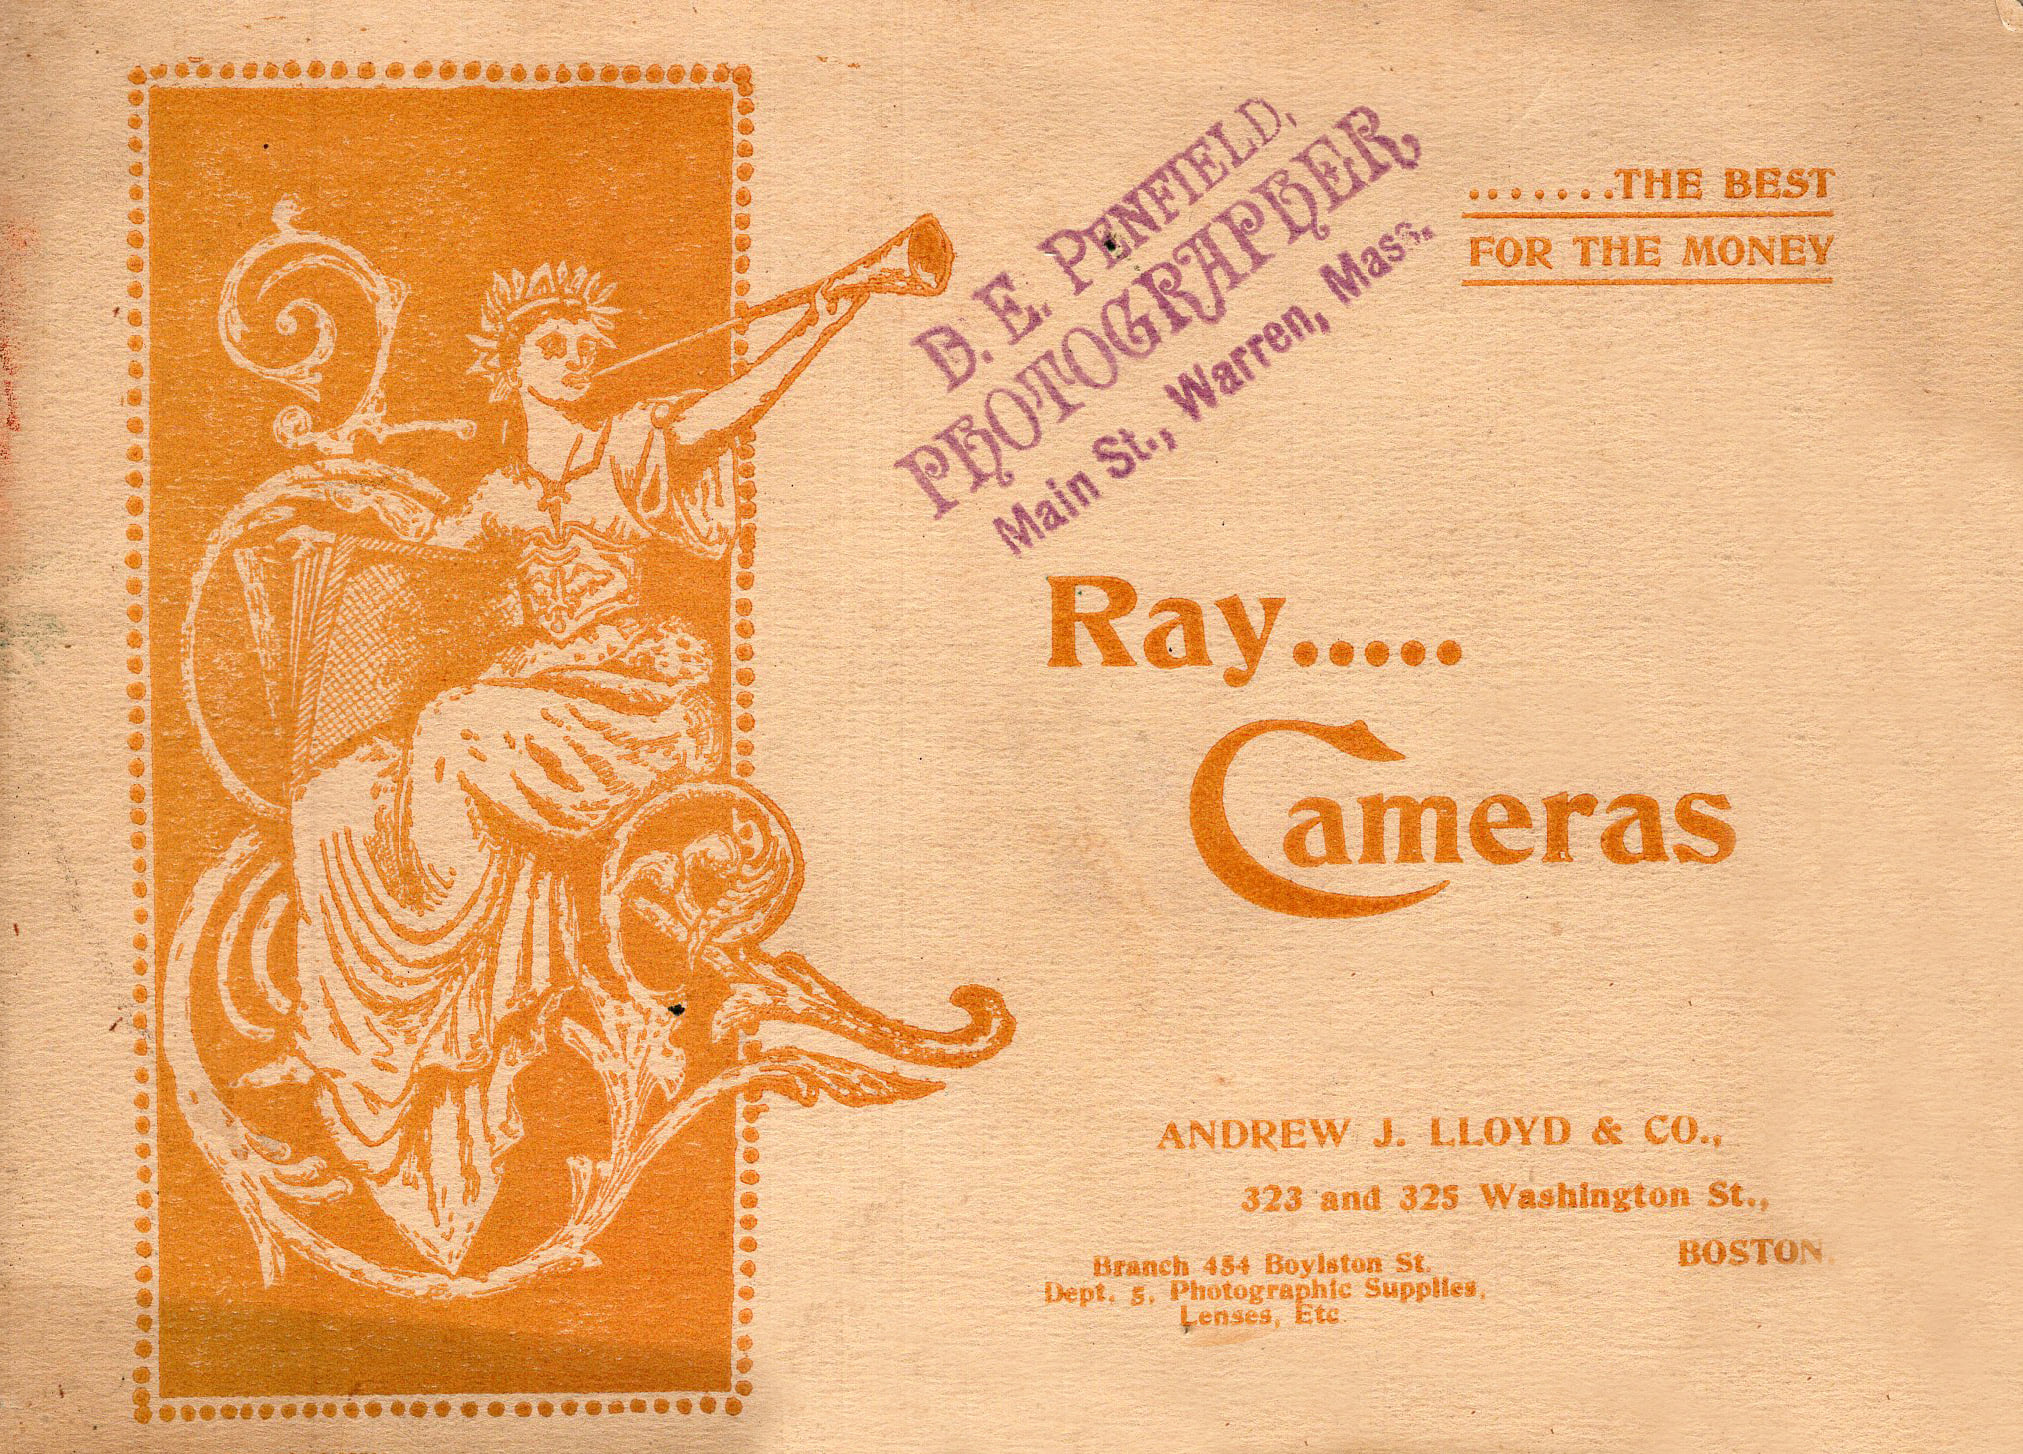 D. E. PENFIELD,
PHOTOGRAPHER,
Main St., Warren, Mass.
.......THE BEST
FOR THE MONEY
Ray.....
Cameras
ANDREW J. LLOYD & CO.,
323 and 325 Washington St.,
BOSTON.
Branch 454 Boylston St.
Dept. 5, Photographic Supplies,
Lenses, Etc.